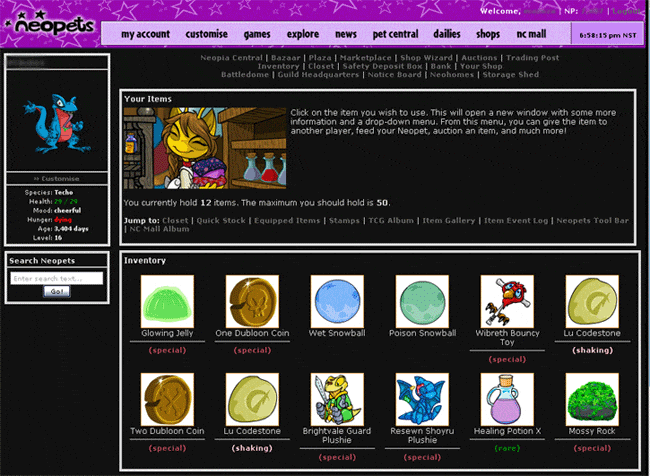 neopets
Welcome, | NP: | Logout
my account customise games explore news pet central dailies shops nc mall
6:58:15 pm NST
Neopia Central | Bazaar | Plaza | Marketplace | Shop Wizard | Auctions | Trading Post
Inventory | Closet | Safety Deposit Box | Bank | Your Shop
Battledome | Guild Headquarters | Notice Board | Neohomes | Storage Shed
›› Customise
Species: Techo
Health: 29 / 29
Mood: cheerful
Hunger: dying
Age: 3,404 days
Level: 16
Search Neopets
Enter search text...
Go!
Your Items
Click on the item you wish to use. This will open a new window with some more
information and a drop-down menu. From this menu, you can give the item to
another player, feed your Neopet, auction an item, and much more!
You currently hold 12 items. The maximum you should hold is 50.
Jump to: Closet | Quick Stock | Equipped Items | Stamps | TCG Album | Item Gallery | Item Event Log | Neopets Tool Bar
| NC Mall Album
Inventory
Glowing Jelly One Dubloon Coin Wet Snowball Poison Snowball Wibreth Bouncy Toy Lu Codestone
(special) (special) (special) (shaking)
Two Dubloon Coin Lu Codestone Brightvale Guard Plushie Resewn Shoyru Plushie Healing Potion X Mossy Rock
(special) (shaking) (special) (special) (rare) (special)